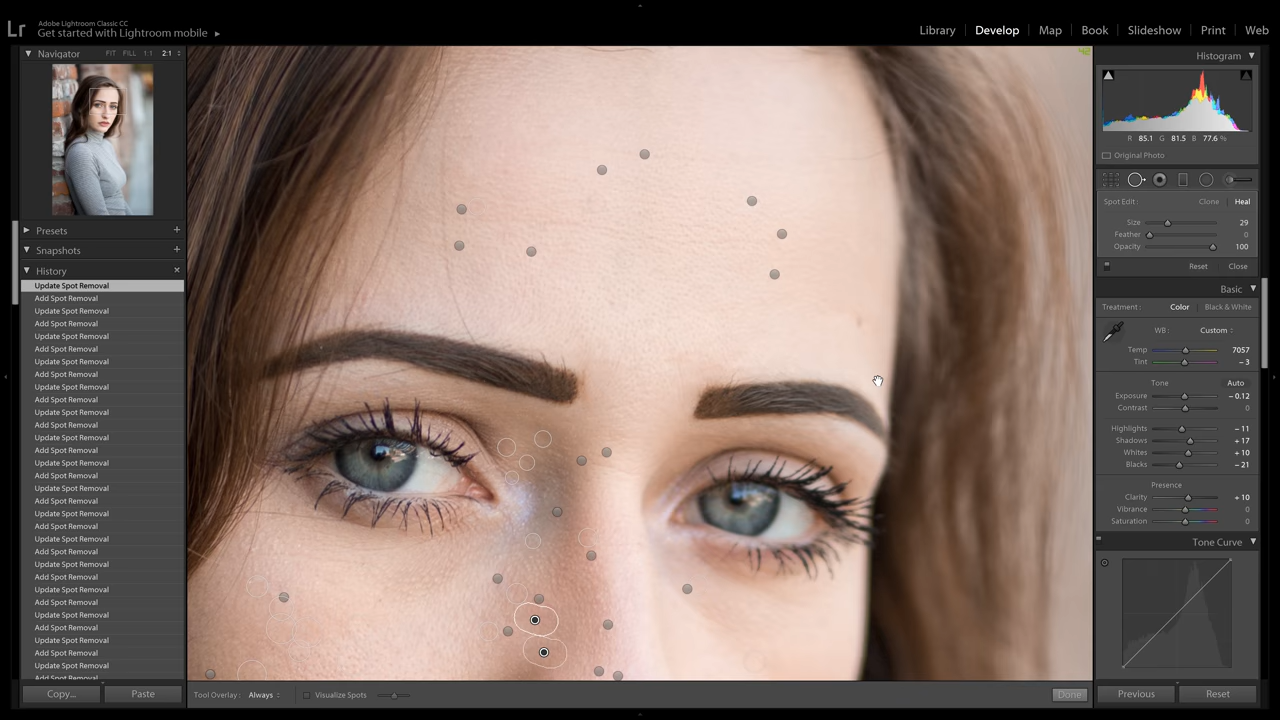 Lr
Adobe Lightroom Classic CC
Get started with Lightroom mobile
Library | Develop | Map | Book | Slideshow | Print | Web
Navigator FIT FILL 1:1 2:1
Presets
Snapshots
History
Update Spot Removal
Add Spot Removal
Update Spot Removal
Add Spot Removal
Update Spot Removal
Add Spot Removal
Update Spot Removal
Add Spot Removal
Update Spot Removal
Add Spot Removal
Update Spot Removal
Add Spot Removal
Update Spot Removal
Add Spot Removal
Update Spot Removal
Add Spot Removal
Update Spot Removal
Add Spot Removal
Update Spot Removal
Add Spot Removal
Update Spot Removal
Add Spot Removal
Update Spot Removal
Add Spot Removal
Update Spot Removal
Add Spot Removal
Update Spot Removal
Add Spot Removal
Update Spot Removal
Add Spot Removal
Update Spot Removal
Add Spot Removal
Copy... Paste
42
Tool Overlay: Always Visualize Spots Done
Histogram
R 85.1 G 81.5 B 77.6 %
Original Photo
Spot Edit: Clone Heal
Size 29
Feather 0
Opacity 100
Reset Close
Basic
Treatment: Color | Black & White
WB: Custom
Temp 7057
Tint – 3
Tone Auto
Exposure – 0.12
Contrast 0
Highlights – 11
Shadows + 17
Whites + 10
Blacks – 21
Presence
Clarity + 10
Vibrance 0
Saturation 0
Tone Curve
Previous Reset